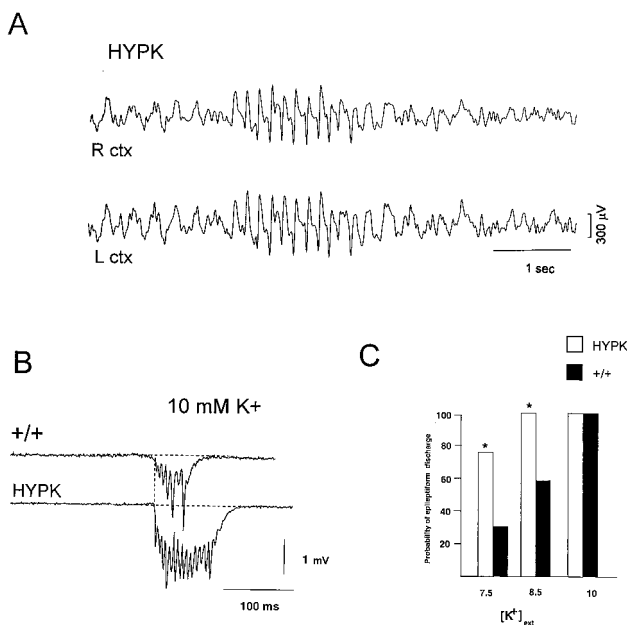 A
HYPK
R ctx
L ctx
300 µV
1 sec
B
10 mM K+
+/+
HYPK
1 mV
100 ms
C
HYPK
+/+
Probability of epileptiform discharge
100
80
60
40
20
*
*
7.5 8.5 10
[K+]ext